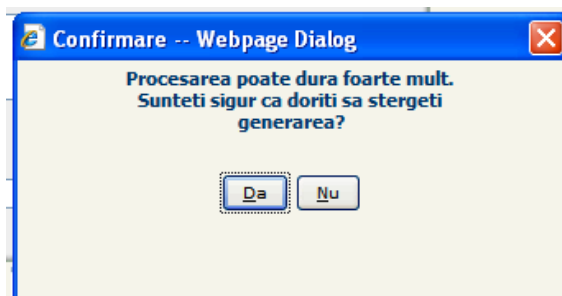 Confirmare -- Webpage Dialog
Procesarea poate dura foarte mult.
Sunteti sigur ca doriti sa stergeti
generarea?
Da
Nu